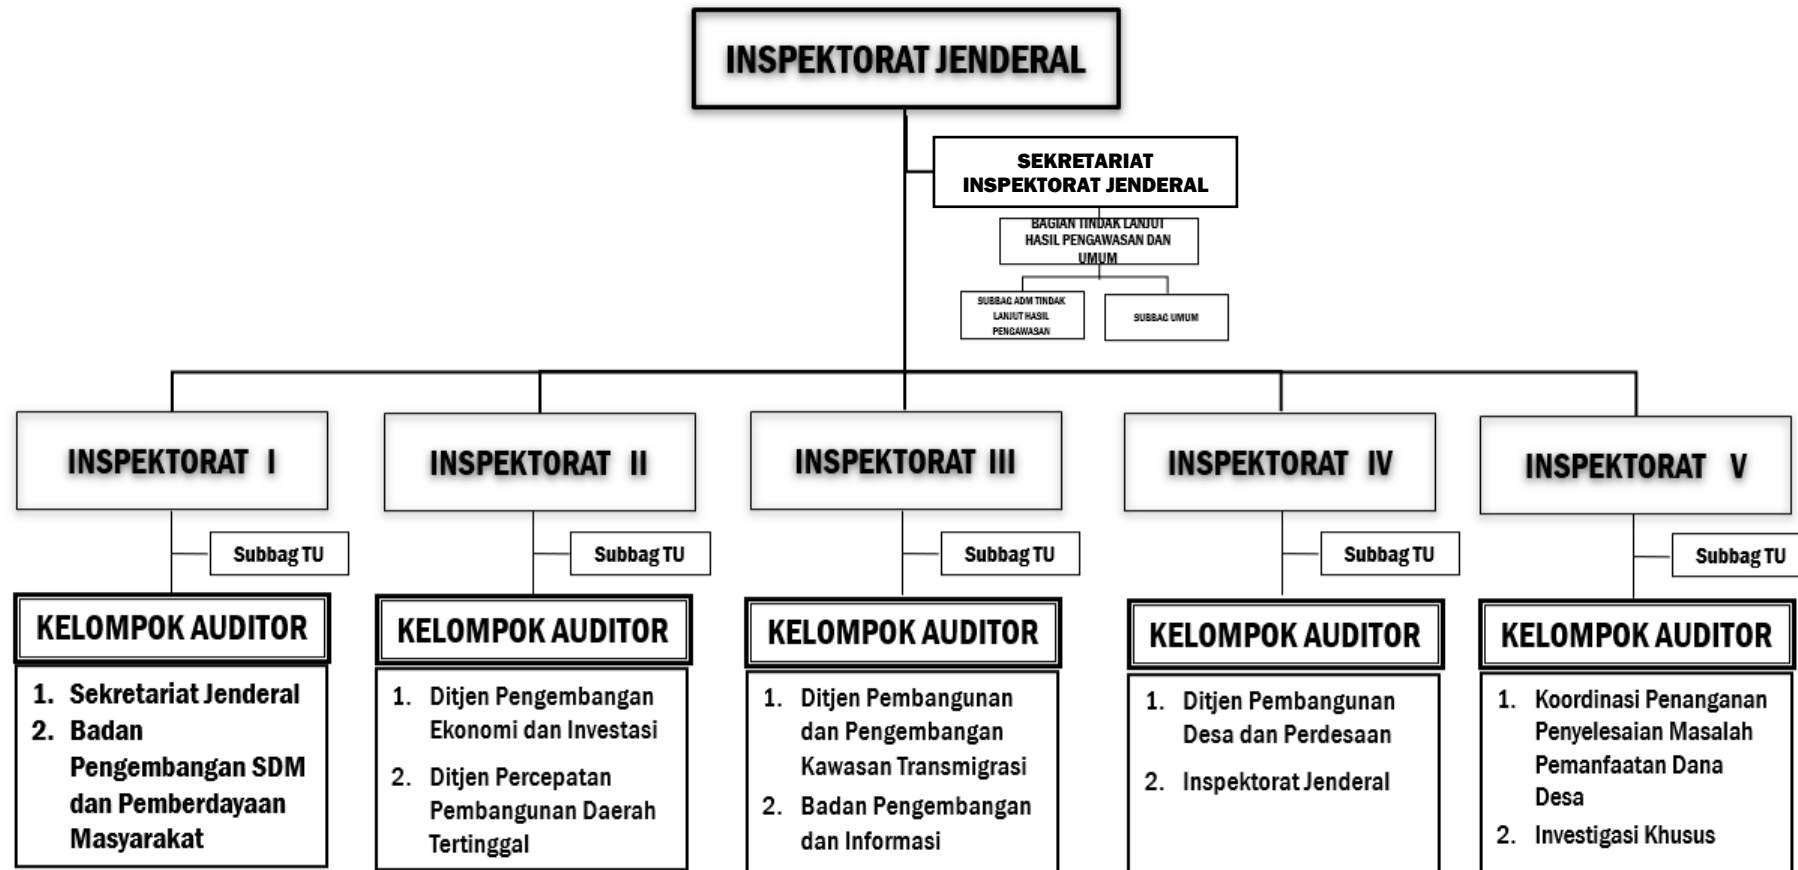 INSPEKTORAT JENDERAL
SEKRETARIAT
INSPEKTORAT JENDERAL
BAGIAN TINDAK LANJUT
HASIL PENGAWASAN DAN
UMUM
SUBBAG ADM TINDAK
LANJUT HASIL
PENGAWASAN
SUBBAG UMUM
INSPEKTORAT I
INSPEKTORAT II
INSPEKTORAT III
INSPEKTORAT IV
INSPEKTORAT V
Subbag TU
Subbag TU
Subbag TU
Subbag TU
Subbag TU
KELOMPOK AUDITOR
1. Sekretariat Jenderal
2. Badan
Pengembangan SDM
dan Pemberdayaan
Masyarakat
KELOMPOK AUDITOR
1. Ditjen Pengembangan
Ekonomi dan Investasi
2. Ditjen Percepatan
Pembangunan Daerah
Tertinggal
KELOMPOK AUDITOR
1. Ditjen Pembangunan
dan Pengembangan
Kawasan Transmigrasi
2. Badan Pengembangan
dan Informasi
KELOMPOK AUDITOR
1. Ditjen Pembangunan
Desa dan Perdesaan
2. Inspektorat Jenderal
KELOMPOK AUDITOR
1. Koordinasi Penanganan
Penyelesaian Masalah
Pemanfaatan Dana
Desa
2. Investigasi Khusus